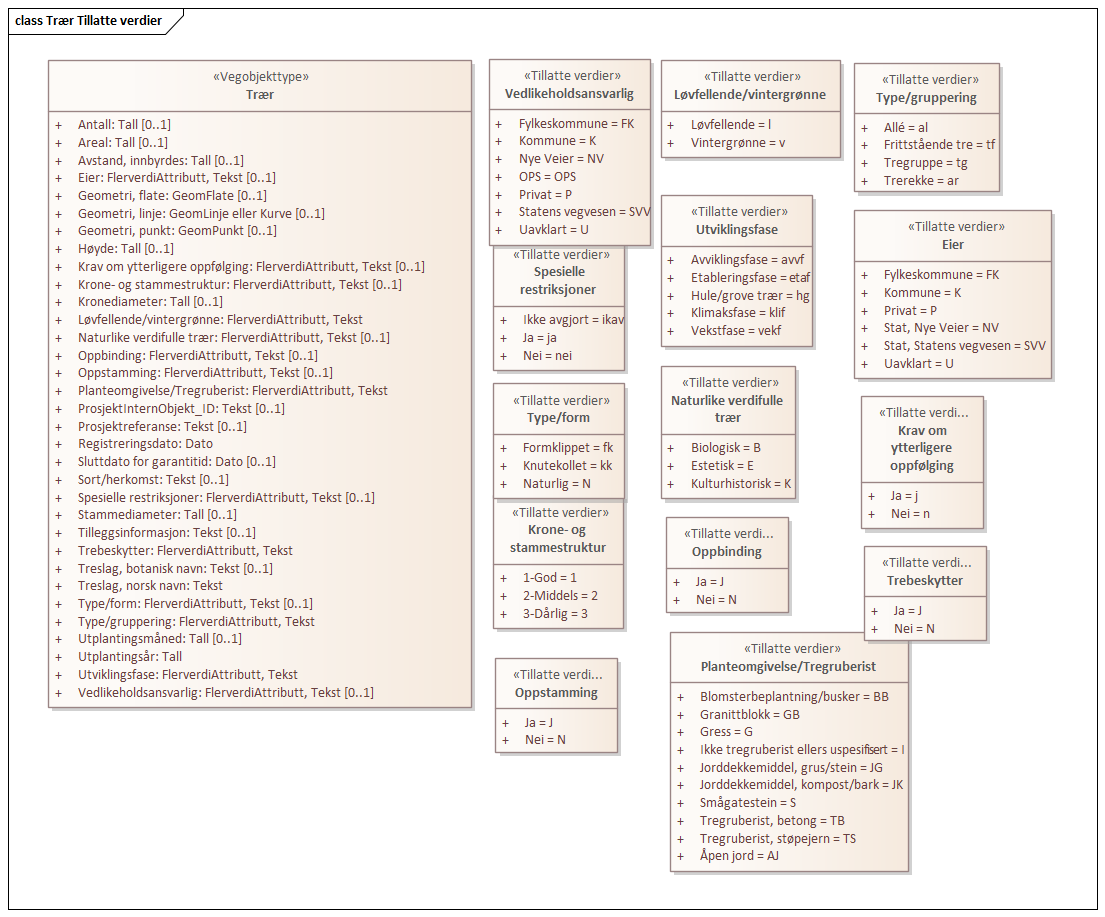 class Trær Tillatte verdier
«Vegobjekttype»
Trær
+ Antall: Tall [0..1]
+ Areal: Tall [0..1]
+ Avstand, innbyrdes: Tall [0..1]
+ Eier: FlerverdiAttributt, Tekst [0..1]
+ Geometri, flate: GeomFlate [0..1]
+ Geometri, linje: GeomLinje eller Kurve [0..1]
+ Geometri, punkt: GeomPunkt [0..1]
+ Høyde: Tall [0..1]
+ Krav om ytterligere oppfølging: FlerverdiAttributt, Tekst [0..1]
+ Krone- og stammestruktur: FlerverdiAttributt, Tekst [0..1]
+ Kronediameter: Tall [0..1]
+ Løvfellende/vintergrønne: FlerverdiAttributt, Tekst
+ Naturlike verdifulle trær: FlerverdiAttributt, Tekst [0..1]
+ Oppbinding: FlerverdiAttributt, Tekst [0..1]
+ Oppstamming: FlerverdiAttributt, Tekst [0..1]
+ Planteomgivelse/Tregruberist: FlerverdiAttributt, Tekst
+ ProsjektInternObjekt_ID: Tekst [0..1]
+ Prosjektreferanse: Tekst [0..1]
+ Registreringsdato: Dato
+ Sluttdato for garantitid: Dato [0..1]
+ Sort/herkomst: Tekst [0..1]
+ Spesielle restriksjoner: FlerverdiAttributt, Tekst [0..1]
+ Stammediameter: Tall [0..1]
+ Tilleggsinformasjon: Tekst [0..1]
+ Trebeskytter: FlerverdiAttributt, Tekst
+ Treslag, botanisk navn: Tekst [0..1]
+ Treslag, norsk navn: Tekst
+ Type/form: FlerverdiAttributt, Tekst [0..1]
+ Type/gruppering: FlerverdiAttributt, Tekst
+ Utplantingsmåned: Tall [0..1]
+ Utplantingsår: Tall
+ Utviklingsfase: FlerverdiAttributt, Tekst
+ Vedlikeholdsansvarlig: FlerverdiAttributt, Tekst [0..1]
«Tillatte verdier»
Vedlikeholdsansvarlig
+ Fylkeskommune = FK
+ Kommune = K
+ Nye Veier = NV
+ OPS = OPS
+ Privat = P
+ Statens vegvesen = SVV
+ Uavklart = U
«Tillatte verdier»
Spesielle
restriksjoner
+ Ikke avgjort = ikav
+ Ja = ja
+ Nei = nei
«Tillatte verdier»
Type/form
+ Formklippet = fk
+ Knutekollet = kk
+ Naturlig = N
«Tillatte verdier»
Krone- og
stammestruktur
+ 1-God = 1
+ 2-Middels = 2
+ 3-Dårlig = 3
«Tillatte verdi...
Oppstamming
+ Ja = J
+ Nei = N
«Tillatte verdier»
Løvfellende/vintergrønne
+ Løvfellende = l
+ Vintergrønne = v
«Tillatte verdier»
Utviklingsfase
+ Avviklingsfase = avvf
+ Etableringsfase = etaf
+ Hule/grove trær = hg
+ Klimaksfase = klif
+ Vekstfase = vekf
«Tillatte verdier»
Naturlike verdifulle
trær
+ Biologisk = B
+ Estetisk = E
+ Kulturhistorisk = K
«Tillatte verdi...
Oppbinding
+ Ja = J
+ Nei = N
«Tillatte verdier»
Planteomgivelse/Tregruberist
+ Blomsterbeplantning/busker = BB
+ Granittblokk = GB
+ Gress = G
+ Ikke tregruberist ellers uspesifisert = I
+ Jorddekkemiddel, grus/stein = JG
+ Jorddekkemiddel, kompost/bark = JK
+ Smågatestein = S
+ Tregruberist, betong = TB
+ Tregruberist, støpejern = TS
+ Åpen jord = AJ
«Tillatte verdier»
Type/gruppering
+ Allé = al
+ Frittstående tre = tf
+ Tregruppe = tg
+ Trerekke = ar
«Tillatte verdier»
Eier
+ Fylkeskommune = FK
+ Kommune = K
+ Privat = P
+ Stat, Nye Veier = NV
+ Stat, Statens vegvesen = SVV
+ Uavklart = U
«Tillatte verdi...
Krav om
ytterligere
oppfølging
+ Ja = j
+ Nei = n
«Tillatte verdi...
Trebeskytter
+ Ja = J
+ Nei = N